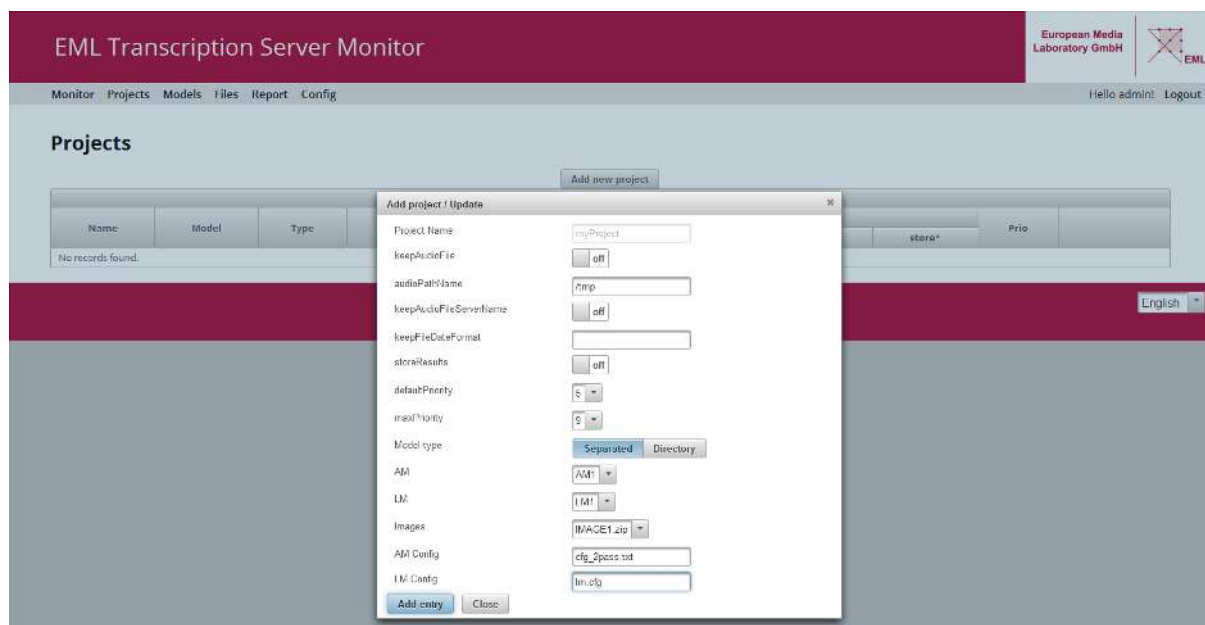 EML Transcription Server Monitor
European Media
Laboratory GmbH
EML
Monitor Projects Models Files Report Config
Hello admin! Logout
Projects
Add new project
Add project / Update
Name Model Type store* Prio
No records found.
Project Name myProject
keepAudioFile off
audioPathName /tmp
keepAudioFileServerName off
keepFileDateFormat
storeResults off
defaultPriority 5
maxPriority 9
Model type Separated Directory
AM AM1
LM LM1
Images IMAGE1.zip
AM Config cfg_2pass.txt
LM Config lm.cfg
Add entry Close
English